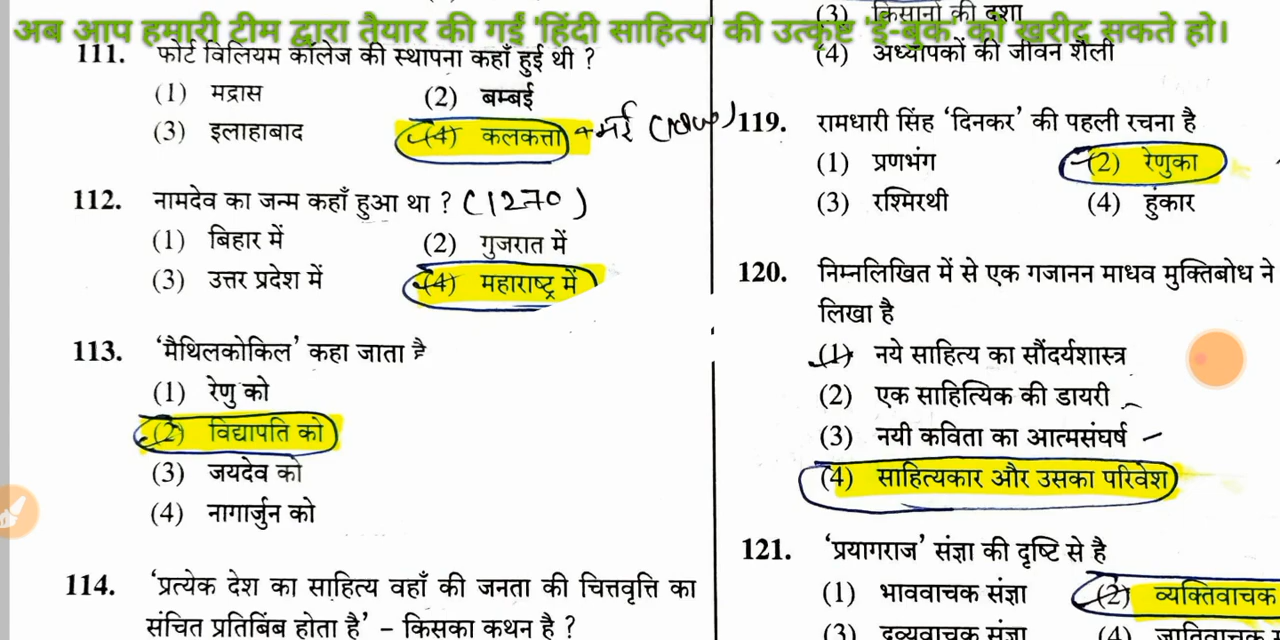 अब आप हमारी टीम द्वारा तैयार की गई 'हिंदी साहित्य' की उत्कृष्ट 'ई-बुक' को खरीद सकते हो।
111. फोर्ट विलियम कॉलेज की स्थापना कहाँ हुई थी ?
(1) मद्रास (2) बम्बई
(3) इलाहाबाद (4) कलकत्ता मई
112. नामदेव का जन्म कहाँ हुआ था ? (1270)
(1) बिहार में (2) गुजरात में
(3) उत्तर प्रदेश में (4) महाराष्ट्र में
113. 'मैथिलकोकिल' कहा जाता है
(1) रेणु को
(2) विद्यापति को
(3) जयदेव को
(4) नागार्जुन को
114. 'प्रत्येक देश का साहित्य वहाँ की जनता की चित्तवृत्ति का
संचित प्रतिबिंब होता है' – किसका कथन है ?
(3) किसानों की दशा
(4) अध्यापकों की जीवन शैली
119. रामधारी सिंह 'दिनकर' की पहली रचना है
(1) प्रणभंग (2) रेणुका
(3) रश्मिरथी (4) हुंकार
120. निम्नलिखित में से एक गजानन माधव मुक्तिबोध ने
लिखा है
(1) नये साहित्य का सौंदर्यशास्त्र
(2) एक साहित्यिक की डायरी
(3) नयी कविता का आत्मसंघर्ष
(4) साहित्यकार और उसका परिवेश
121. 'प्रयागराज' संज्ञा की दृष्टि से है
(1) भाववाचक संज्ञा (2) व्यक्तिवाचक
(3) द्रव्यवाचक संज्ञा (4) जातिवाचक